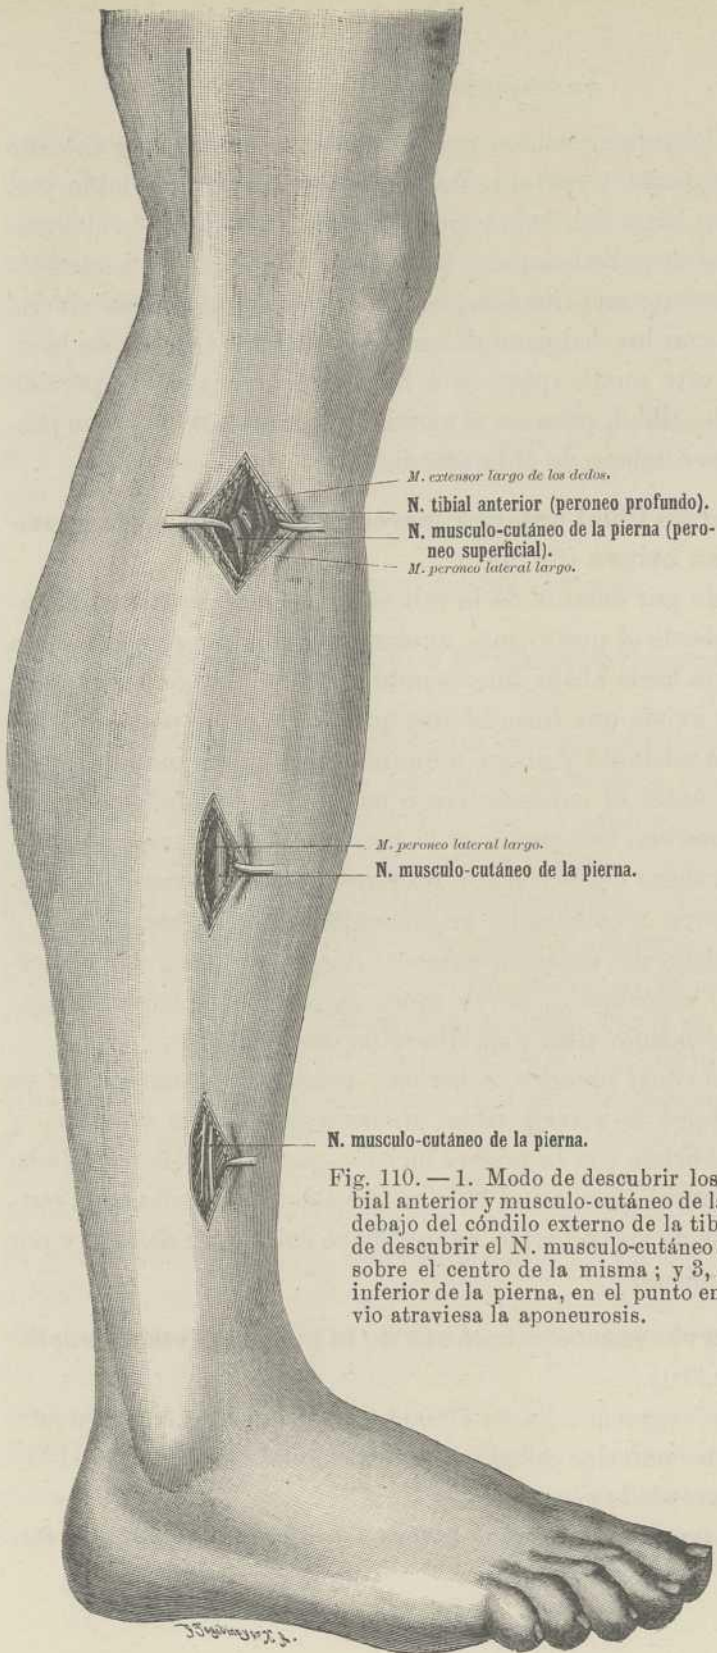 M. extensor largo de los dedos.
N. tibial anterior (peroneo profundo).
N. musculo-cutáneo de la pierna (pero-
neo superficial).
M. peroneo lateral largo.
M. peroneo lateral largo.
N. musculo-cutáneo de la pierna.
N. musculo-cutáneo de la pierna.
Fig. 110. — 1. Modo de descubrir los
bial anterior y musculo-cutáneo de l
debajo del cóndilo externo de la tib
de descubrir el N. musculo-cutáneo
sobre el centro de la misma ; y 3,
inferior de la pierna, en el punto en
vio atraviesa la aponeurosis.